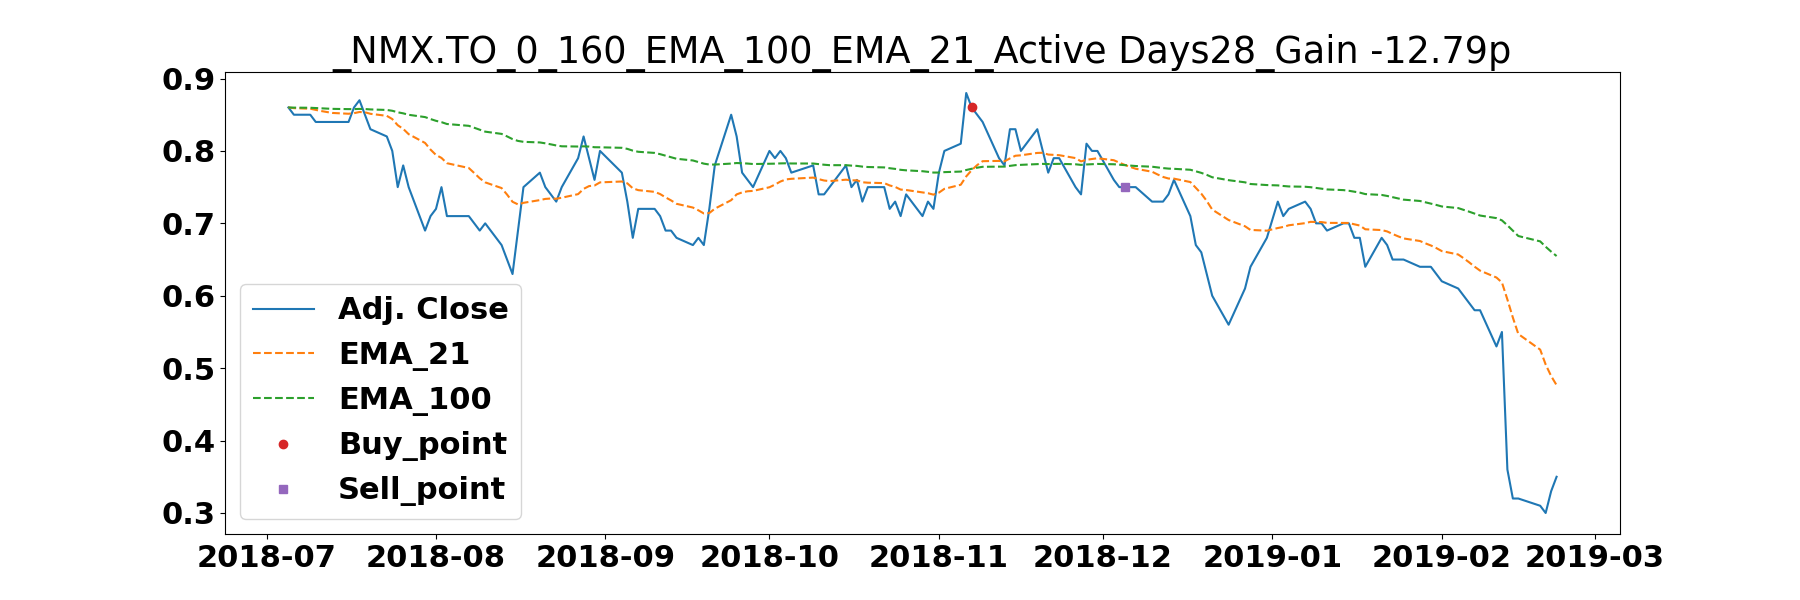 _NMX.TO_0_160_EMA_100_EMA_21_Active Days28_Gain -12.79p
0.9
0.8
0.7
0.6
0.5
0.4
0.3
Adj. Close
EMA_21
EMA_100
Buy_point
Sell_point
2018-07 2018-08 2018-09 2018-10 2018-11 2018-12 2019-01 2019-02 2019-03